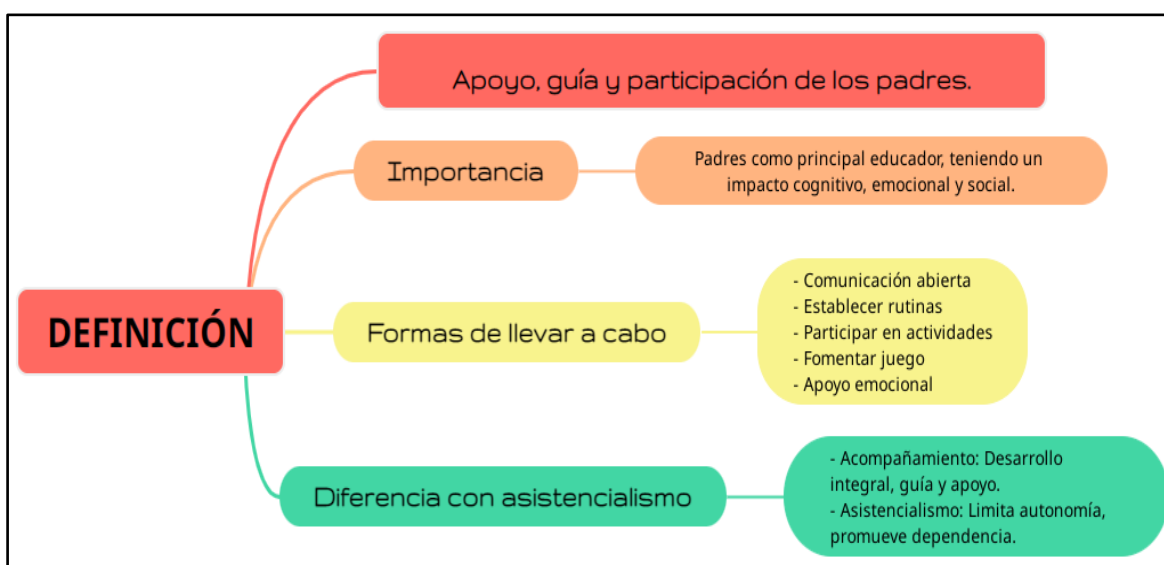 Apoyo, guía y participación de los padres.
Importancia
Padres como principal educador, teniendo un
impacto cognitivo, emocional y social.
DEFINICIÓN
Formas de llevar a cabo
- Comunicación abierta
- Establecer rutinas
- Participar en actividades
- Fomentar juego
- Apoyo emocional
Diferencia con asistencialismo
- Acompañamiento: Desarrollo
integral, guía y apoyo.
- Asistencialismo: Limita autonomía,
promueve dependencia.